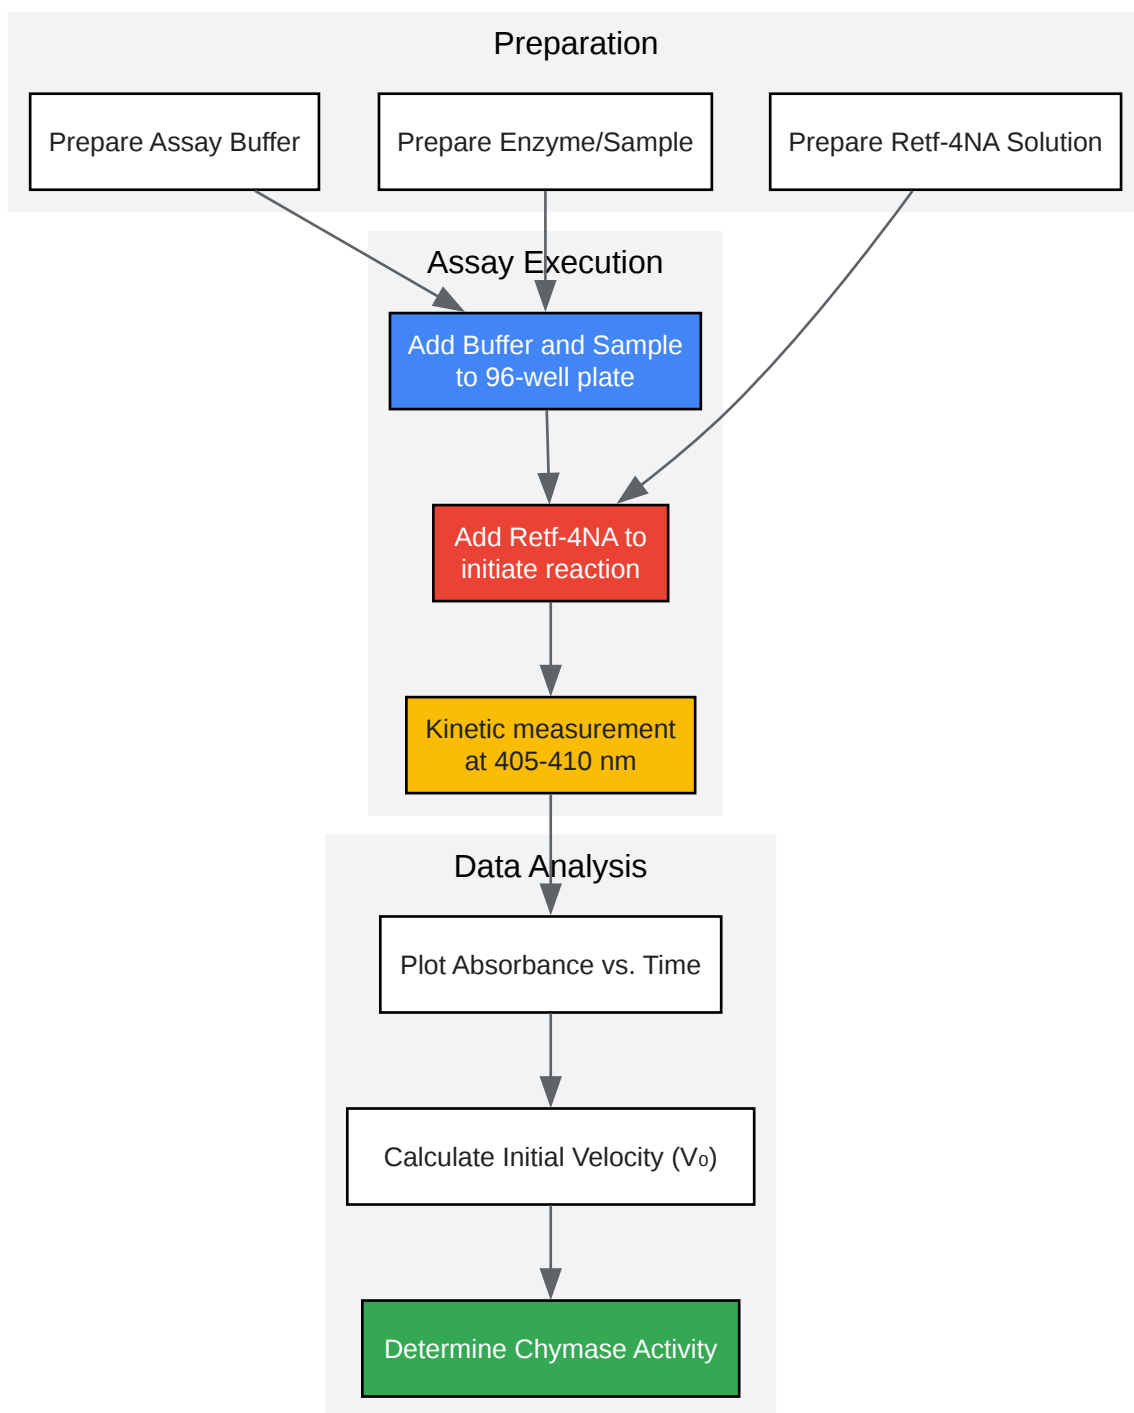 Preparation
Prepare Assay Buffer
Prepare Enzyme/Sample
Prepare Retf-4NA Solution
Assay Execution
Add Buffer and Sample
to 96-well plate
Add Retf-4NA to
initiate reaction
Kinetic measurement
at 405-410 nm
Data Analysis
Plot Absorbance vs. Time
Calculate Initial Velocity (V₀)
Determine Chymase Activity